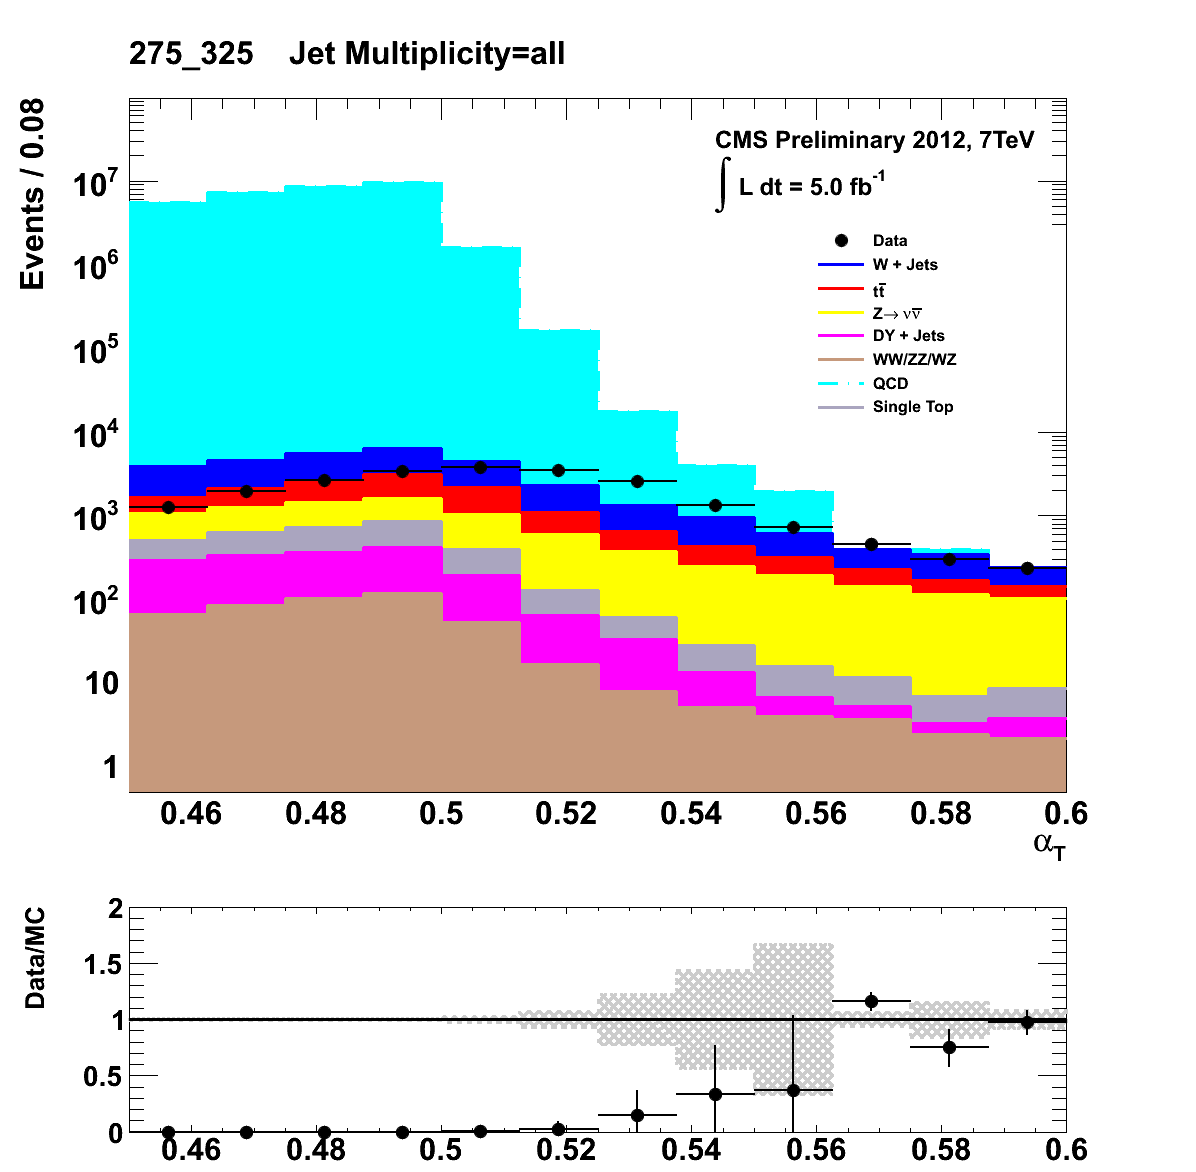 275_325 Jet Multiplicity=all
Events / 0.08
CMS Preliminary 2012, 7TeV
∫ L dt = 5.0 fb⁻¹
Data
W + Jets
tt̅
Z→ νν̅
DY + Jets
WW/ZZ/WZ
QCD
Single Top
10⁷
10⁶
10⁵
10⁴
10³
10²
10
1
0.46 0.48 0.5 0.52 0.54 0.56 0.58 0.6
α_T
Data/MC
2
1.5
1
0.5
0
0.46 0.48 0.5 0.52 0.54 0.56 0.58 0.6